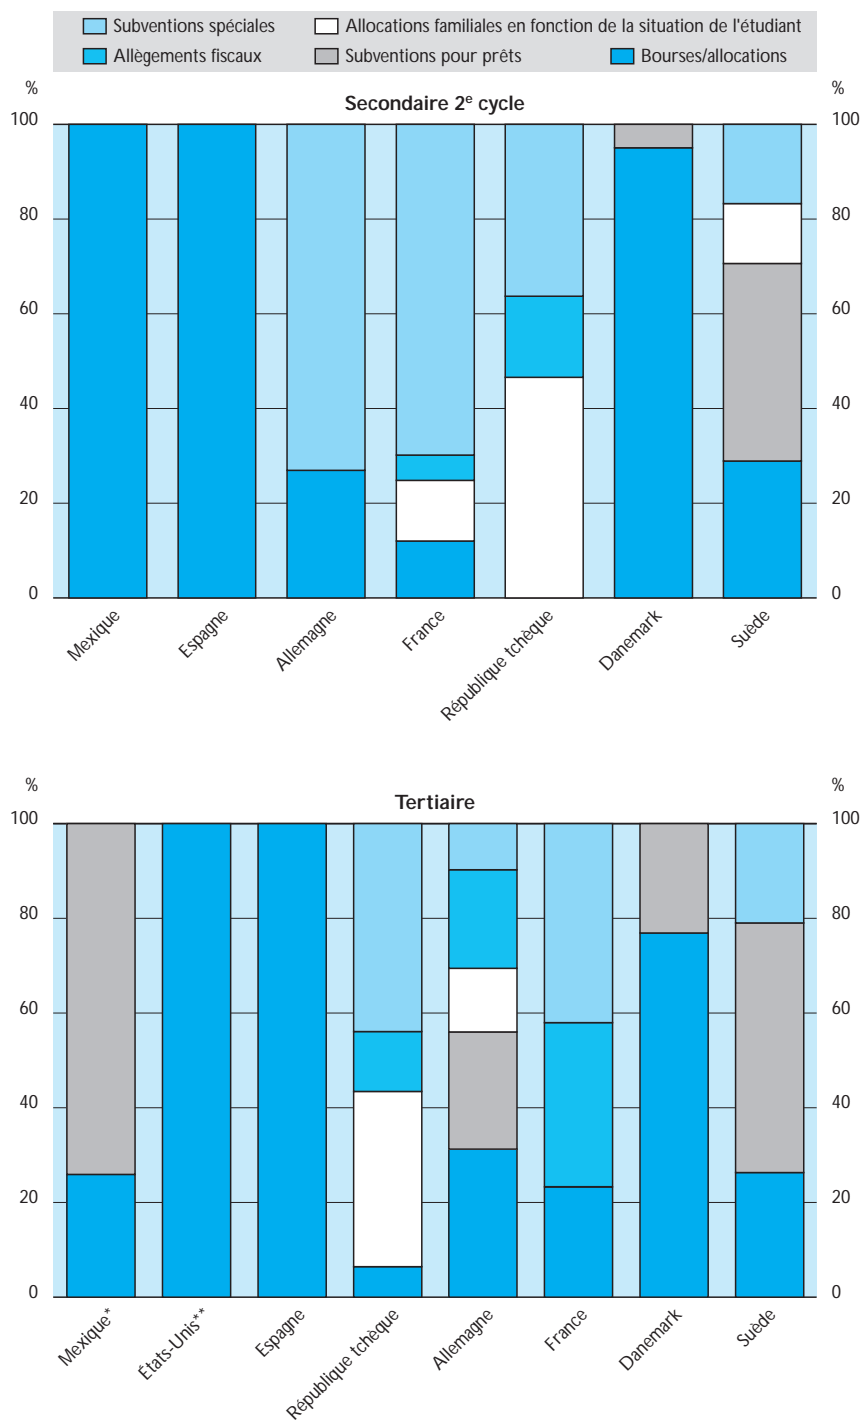 Subventions spéciales Allocations familiales en fonction de la situation de l'étudiant
Allègements fiscaux Subventions pour prêts Bourses/allocations
% %
Secondaire 2e cycle
100 100
80 80
60 60
40 40
20 20
0 0
Mexique Espagne Allemagne France République tchèque Danemark Suède
% %
Tertiaire
100 100
80 80
60 60
40 40
20 20
0 0
Mexique* États-Unis** Espagne République tchèque Allemagne France Danemark Suède